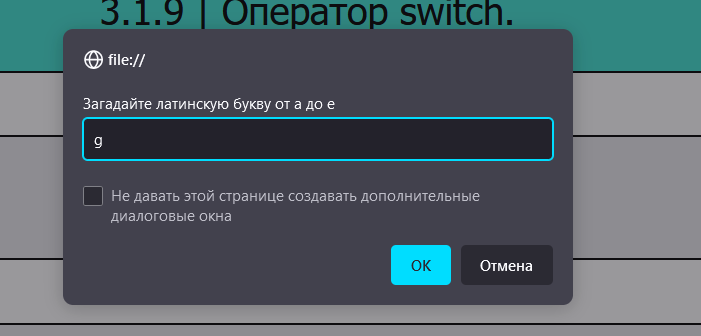 3.1.9 | Оператор switch.
file://
Загадайте латинскую букву от a до e
g
Не давать этой странице создавать дополнительные
диалоговые окна
OK
Отмена